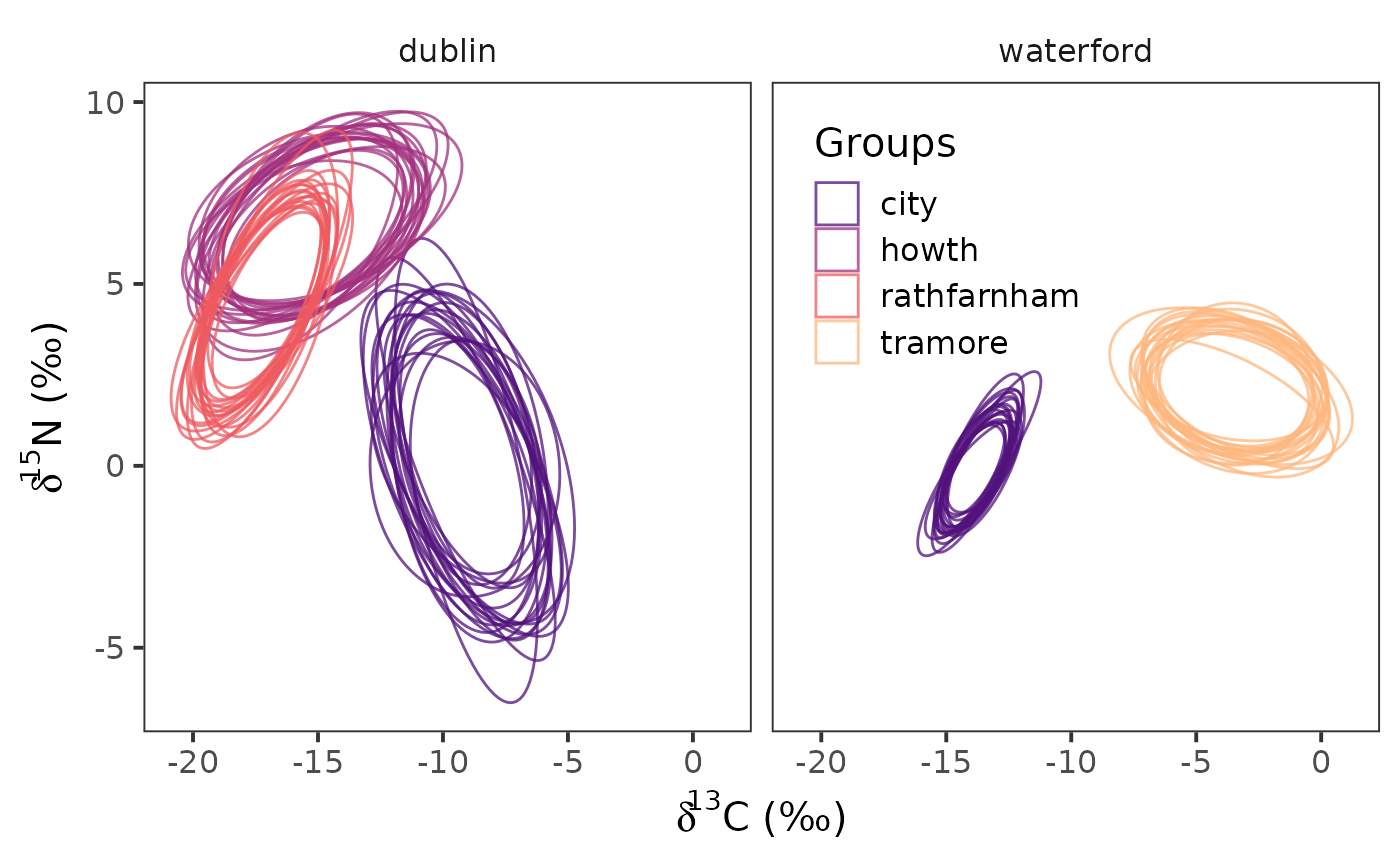 dublin
waterford
10
5
0
-5
δ¹⁵N (‰)
Groups
city
howth
rathfarnham
tramore
-20 -15 -10 -5 0
-20 -15 -10 -5 0
δ¹³C (‰)